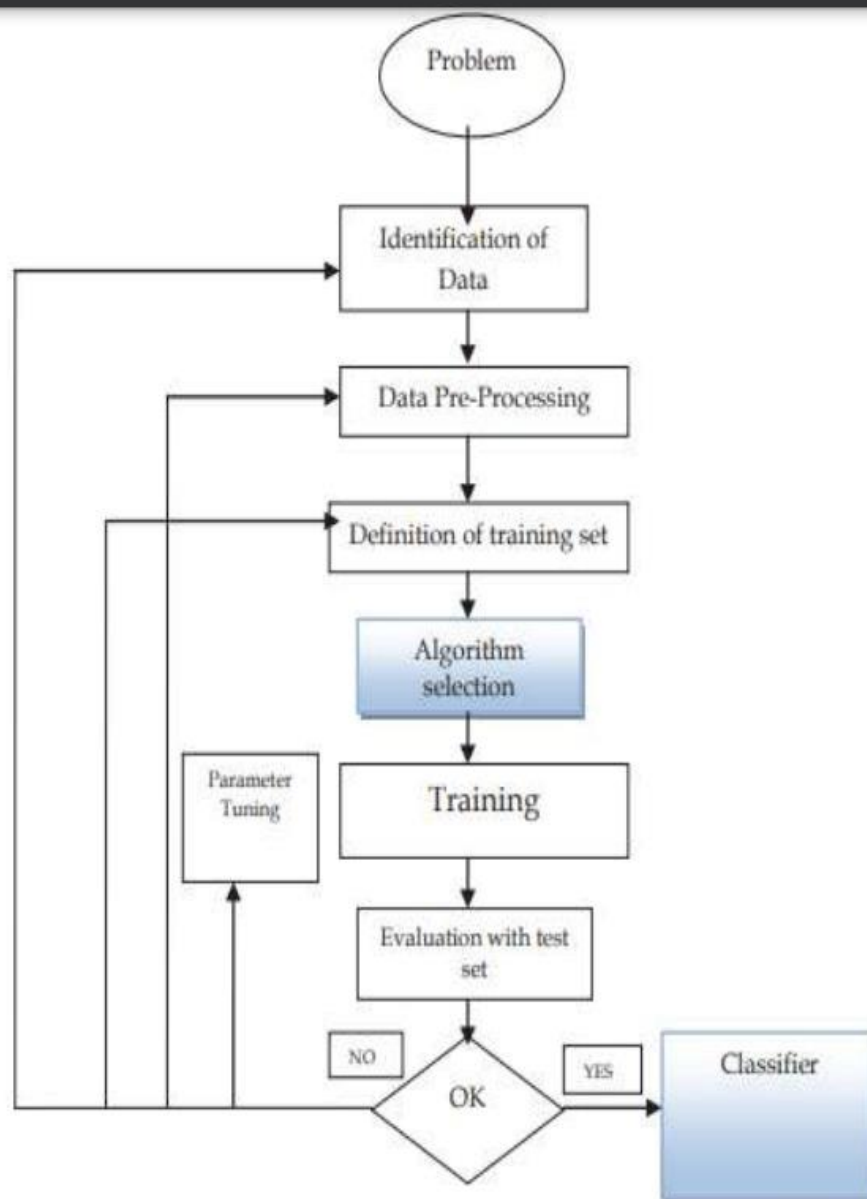 Problem
Identification of
Data
Data Pre-Processing
Definition of training set
Algorithm
selection
Parameter
Tuning
Training
Evaluation with test
set
NO
OK
YES
Classifier